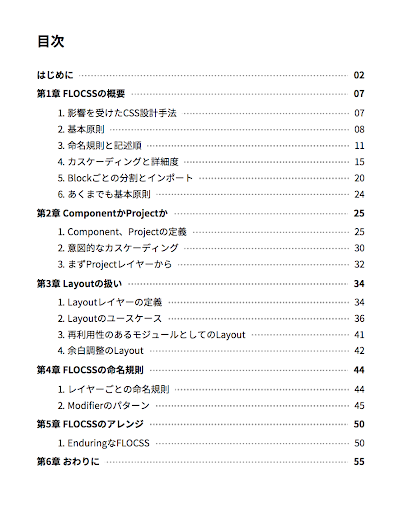 目次
はじめに 02
第1章 FLOCSSの概要 07
1. 影響を受けたCSS設計手法 07
2. 基本原則 08
3. 命名規則と記述順 11
4. カスケーディングと詳細度 15
5. Blockごとの分割とインポート 20
6. あくまでも基本原則 24
第2章 ComponentかProjectか 25
1. Component、Projectの定義 25
2. 意図的なカスケーディング 30
3. まずProjectレイヤーから 32
第3章 Layoutの扱い 34
1. Layoutレイヤーの定義 34
2. Layoutのユースケース 36
3. 再利用性のあるモジュールとしてのLayout 41
4. 余白調整のLayout 42
第4章 FLOCSSの命名規則 44
1. レイヤーごとの命名規則 44
2. Modifierのパターン 45
第5章 FLOCSSのアレンジ 50
1. EnduringなFLOCSS 50
第6章 おわりに 55